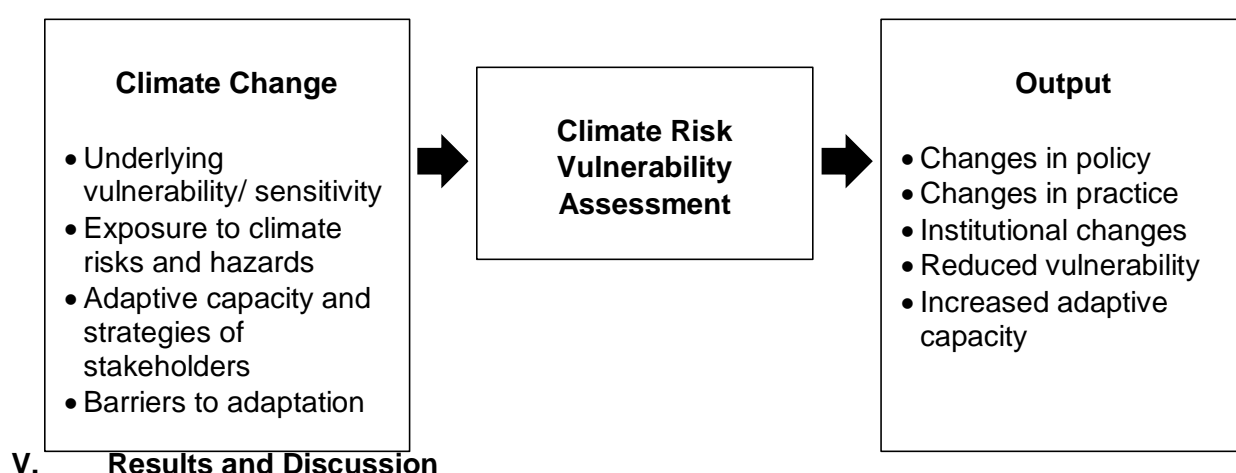 Climate Change
• Underlying
vulnerability/ sensitivity
• Exposure to climate
risks and hazards
• Adaptive capacity and
strategies of
stakeholders
• Barriers to adaptation
Climate Risk
Vulnerability
Assessment
Output
• Changes in policy
• Changes in practice
• Institutional changes
• Reduced vulnerability
• Increased adaptive
capacity
V. Results and Discussion